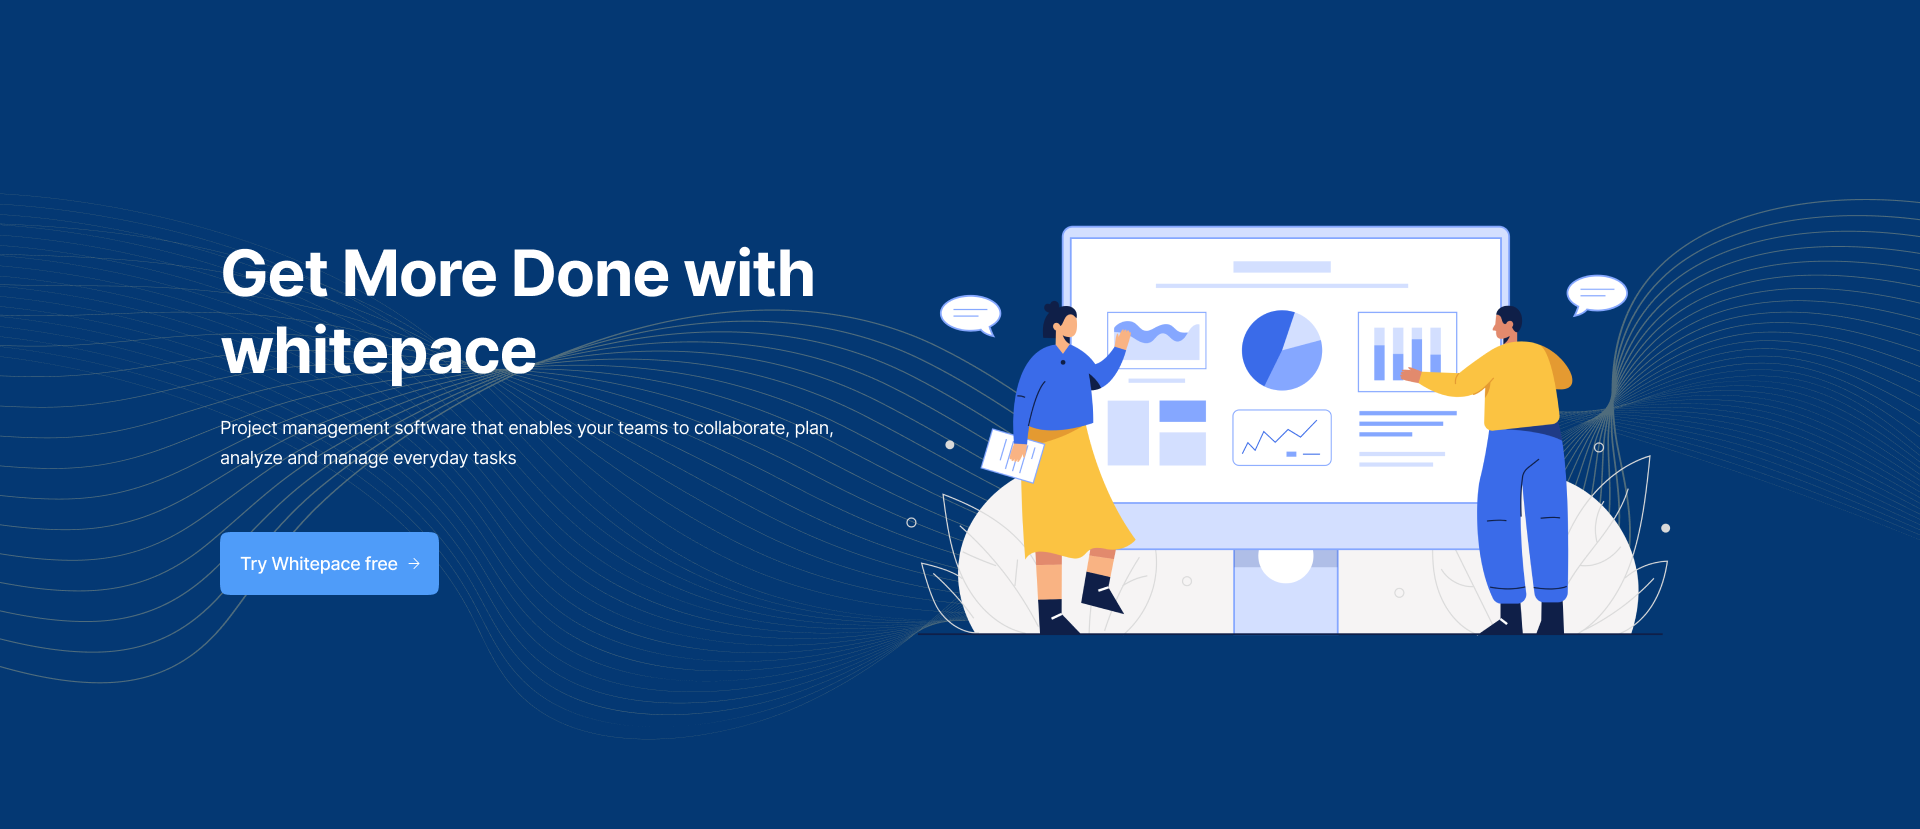 Get More Done with
whitepace
Project management software that enables your teams to collaborate, plan,
analyze and manage everyday tasks
Try Whitepace free →